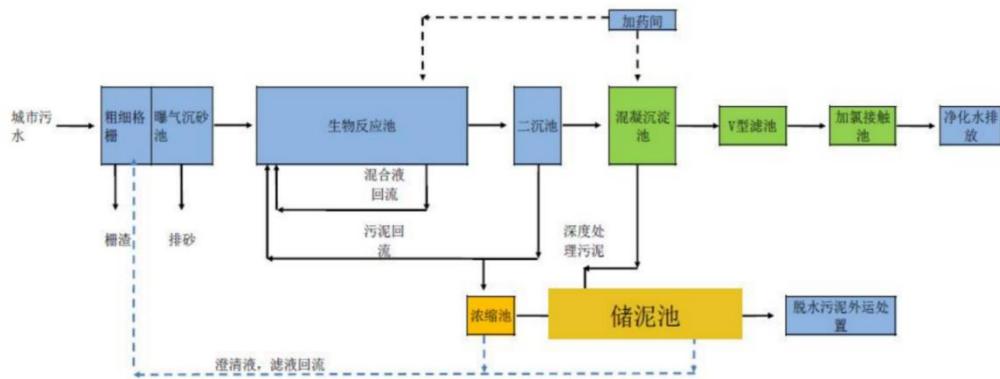 加药间
城市污
水
粗细格
栅
曝气沉砂
池
生物反应池
二沉池
混凝沉淀
池
V型滤池
加氯接触
池
净化水排
放
混合液
回流
栅渣
排砂
污泥回
流
深度处
理污泥
浓缩池
储泥池
脱水污泥外运处
置
澄清液，滤液回流